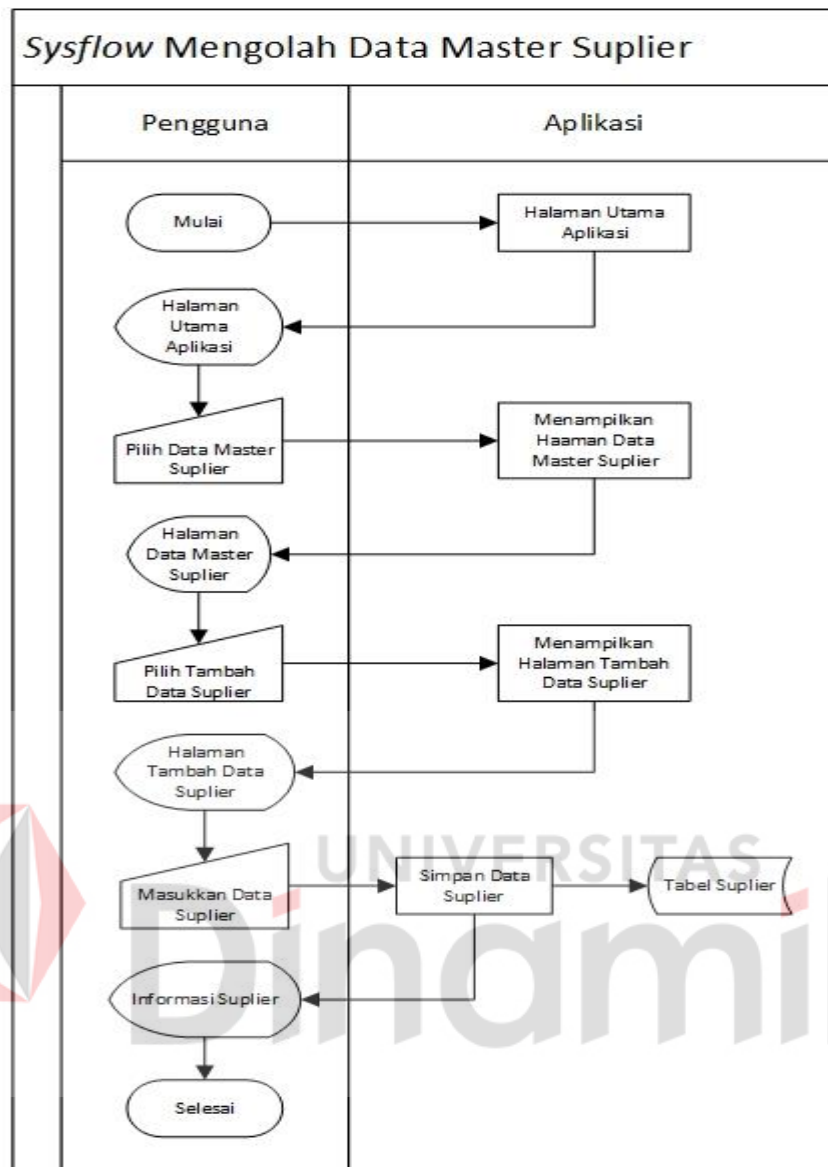 Sysflow Mengolah Data Master Suplier
Pengguna
Aplikasi
Mulai
Halaman Utama
Aplikasi
Halaman
Utama
Aplikasi
Pilih Data Master
Suplier
Menampilkan
Haaman Data
Master Suplier
Halaman
Data Master
Suplier
Pilih Tambah
Data Suplier
Menampilkan
Halaman Tambah
Data Suplier
Halaman
Tambah Data
Suplier
Masukkan Data
Suplier
Simpan Data
Suplier
Tabel Suplier
Informasi Suplier
Selesai
UNIVERSITAS
Dinami